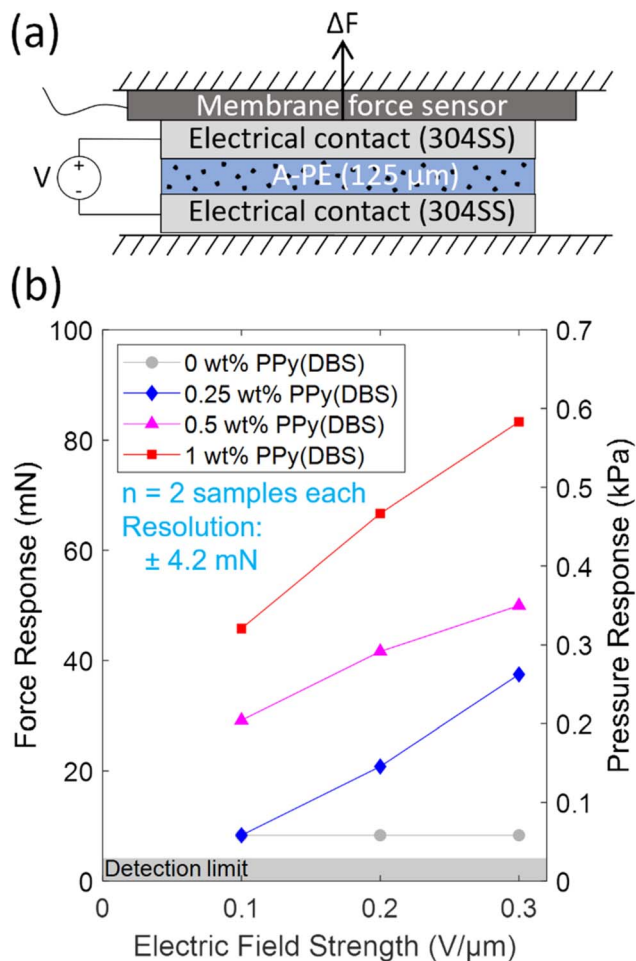 (a)
ΔF
Membrane force sensor
Electrical contact (304SS)
V
+
-
A-PE (125 μm)
Electrical contact (304SS)
(b)
100
80
60
40
20
0
Force Response (mN)
0 wt% PPy(DBS)
0.25 wt% PPy(DBS)
0.5 wt% PPy(DBS)
1 wt% PPy(DBS)
n = 2 samples each
Resolution:
± 4.2 mN
Detection limit
0.7
0.6
0.5
0.4
0.3
0.2
0.1
0
Pressure Response (kPa)
0
0.1
0.2
0.3
Electric Field Strength (V/μm)